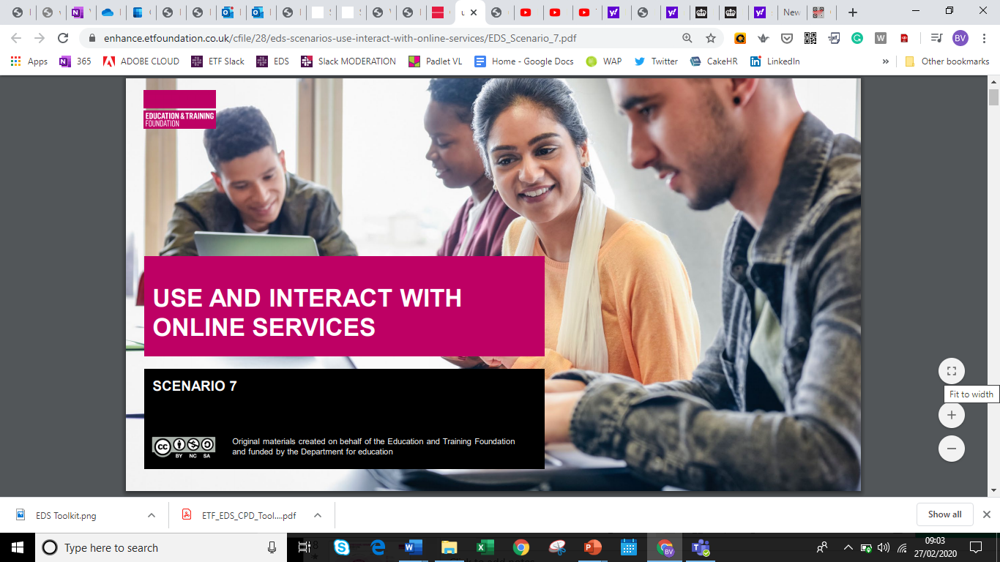 enhance.etfoundation.co.uk/cfile/28/eds-scenarios-use-interact-with-online-services/EDS_Scenario_7.pdf
BV
Apps
365
ADOBE CLOUD
ETF Slack
EDS
Slack MODERATION
Padlet VL
Home - Google Docs
WAP
Twitter
CakeHR
LinkedIn
»
Other bookmarks
EDUCATION & TRAINING
FOUNDATION
USE AND INTERACT WITH
ONLINE SERVICES
SCENARIO 7
Fit to width
cc BY NC SA
Original materials created on behalf of the Education and Training Foundation
and funded by the Department for education
EDS Toolkit.png
ETF_EDS_CPD_Tool....pdf
Show all
Type here to search
09:03
27/02/2020